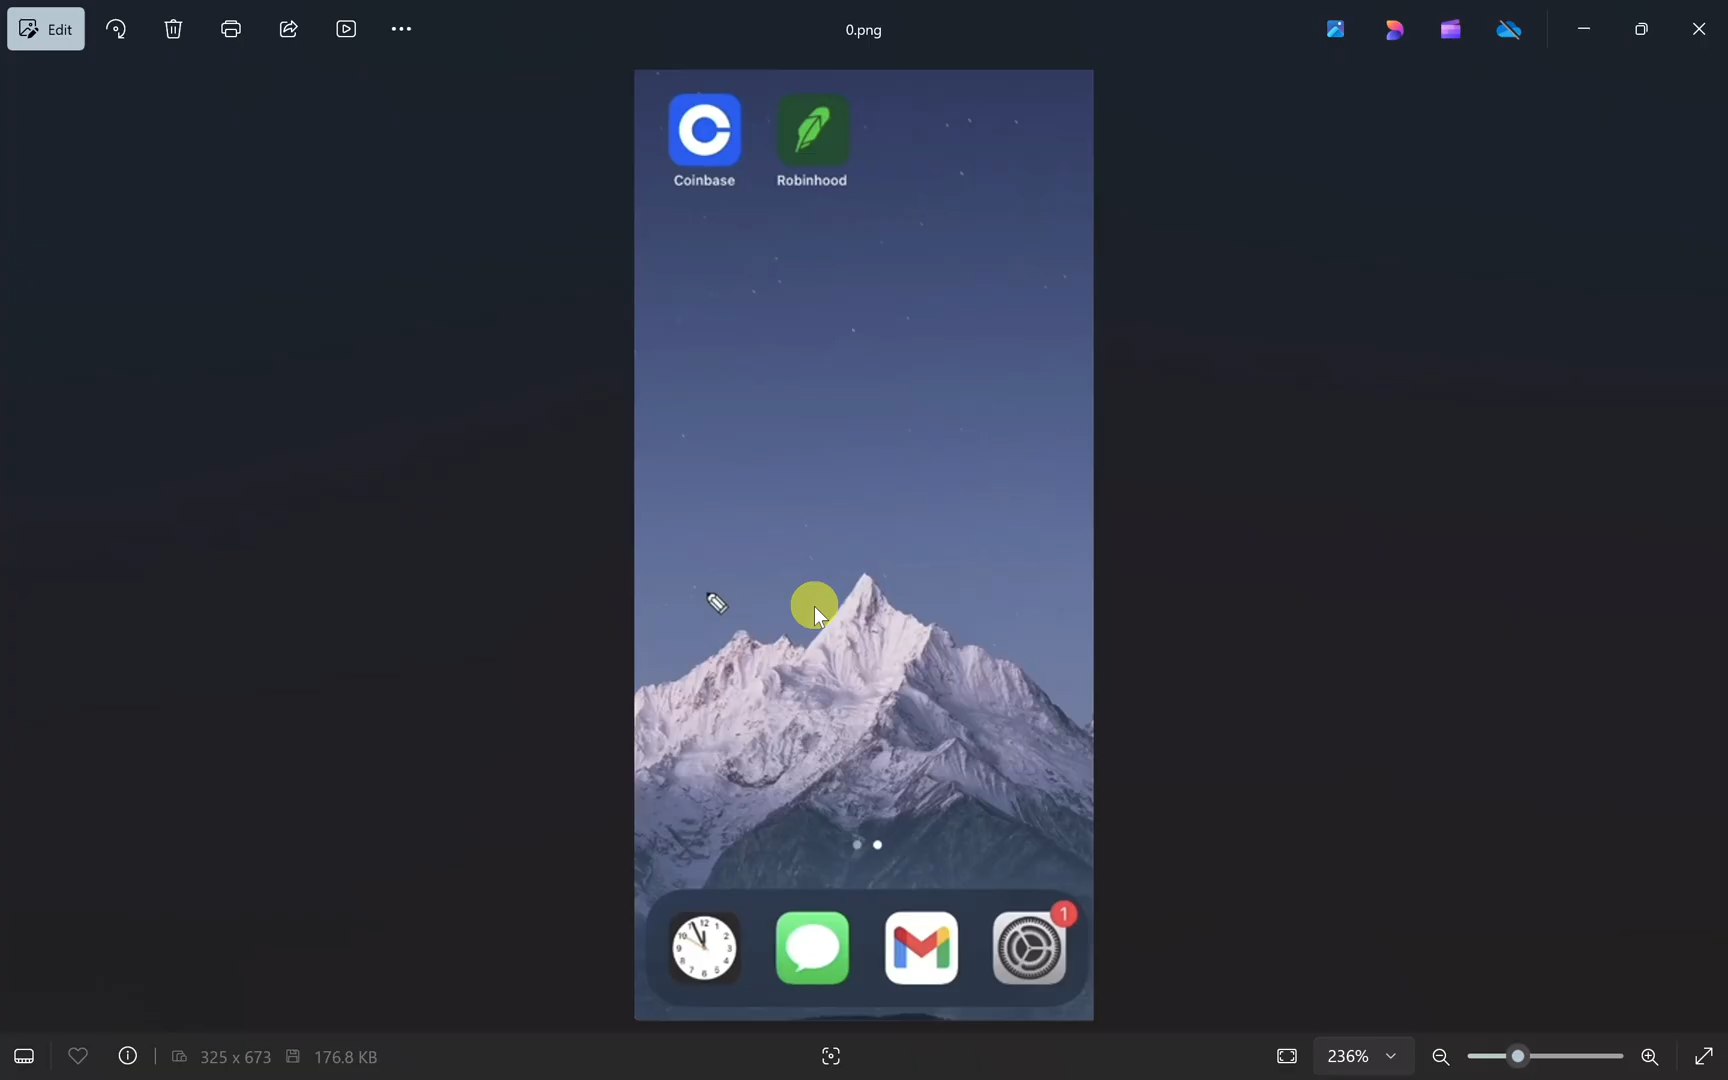 Edit
0.png
Coinbase Robinhood
1
325 x 673 176.8 KB
236%